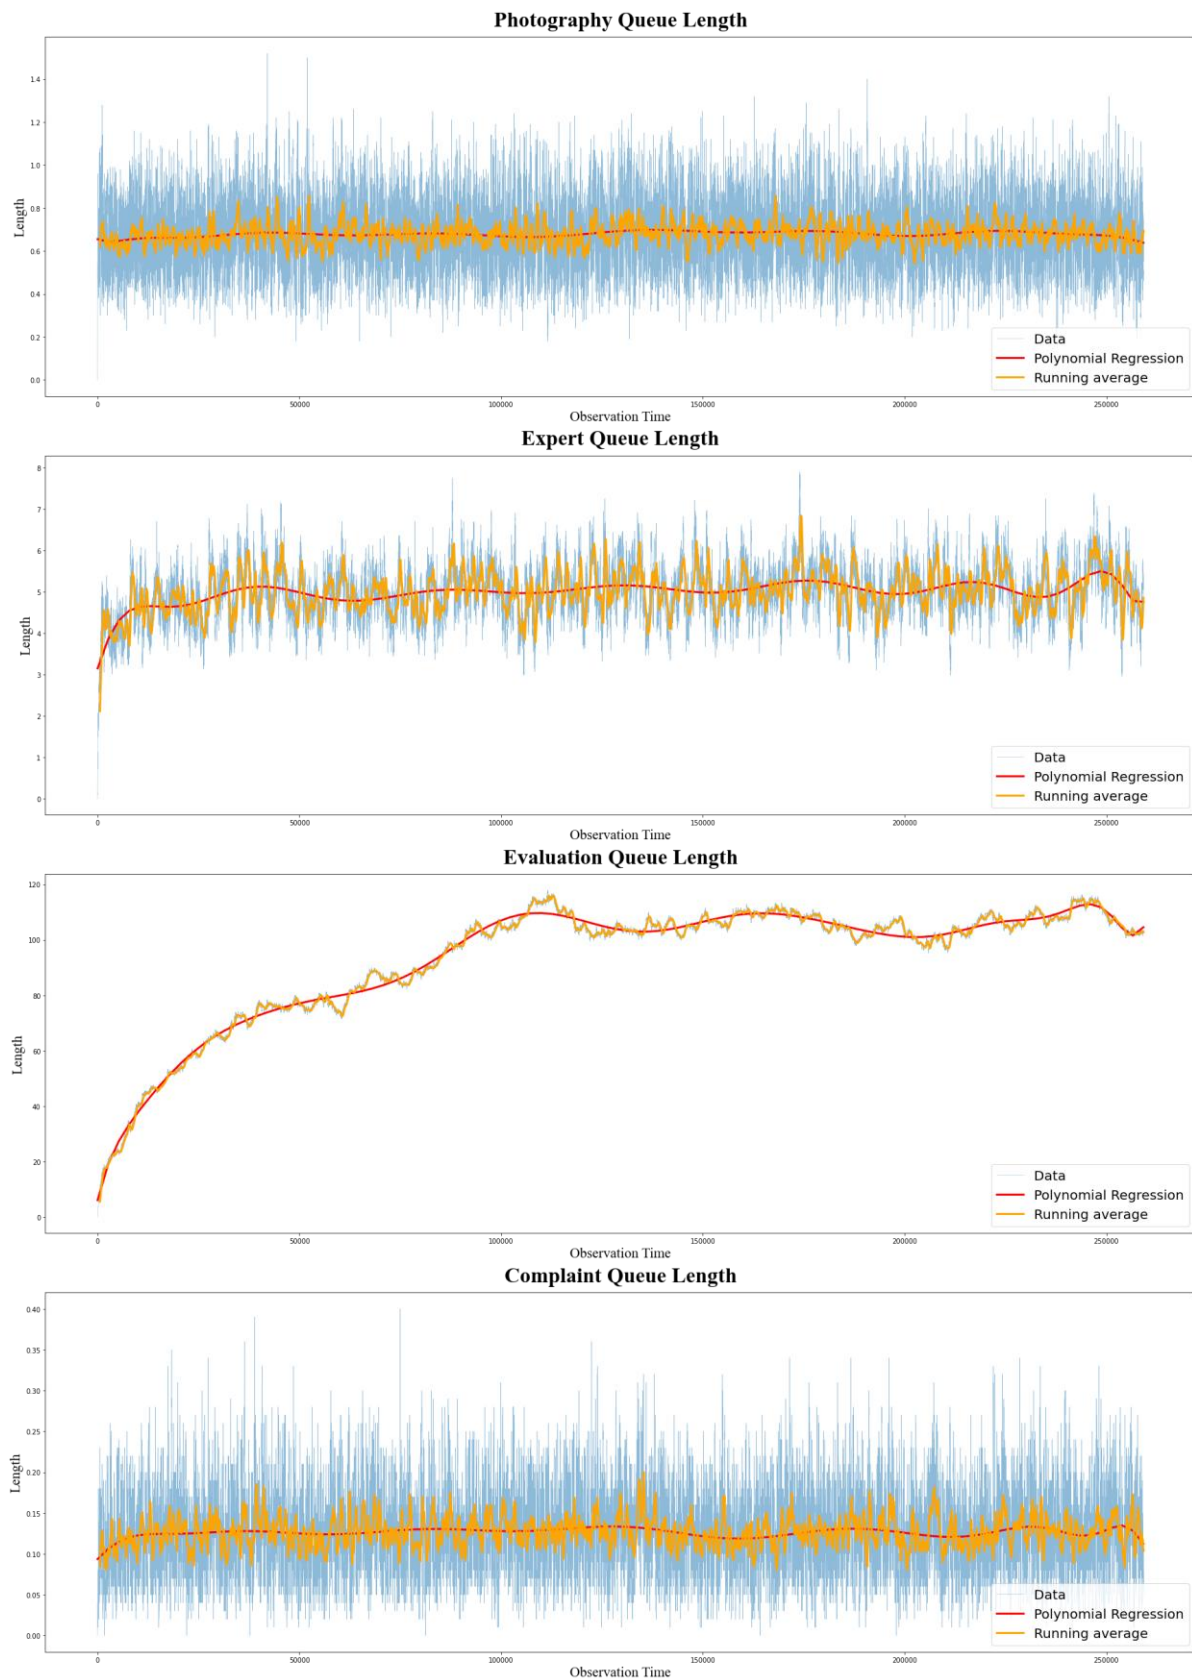 Photography Queue Length
1.4
1.2
1.0
0.8
0.6
0.4
0.2
0.0
Length
Data
Polynomial Regression
Running average
0 50000 100000 150000 200000 250000
Observation Time
Expert Queue Length
8
7
6
5
4
3
2
1
0
Length
Data
Polynomial Regression
Running average
0 50000 100000 150000 200000 250000
Observation Time
Evaluation Queue Length
120
100
80
60
40
20
0
Length
Data
Polynomial Regression
Running average
0 50000 100000 150000 200000 250000
Observation Time
Complaint Queue Length
0.40
0.35
0.30
0.25
0.20
0.15
0.10
0.05
0.00
Length
Data
Polynomial Regression
Running average
0 50000 100000 150000 200000 250000
Observation Time